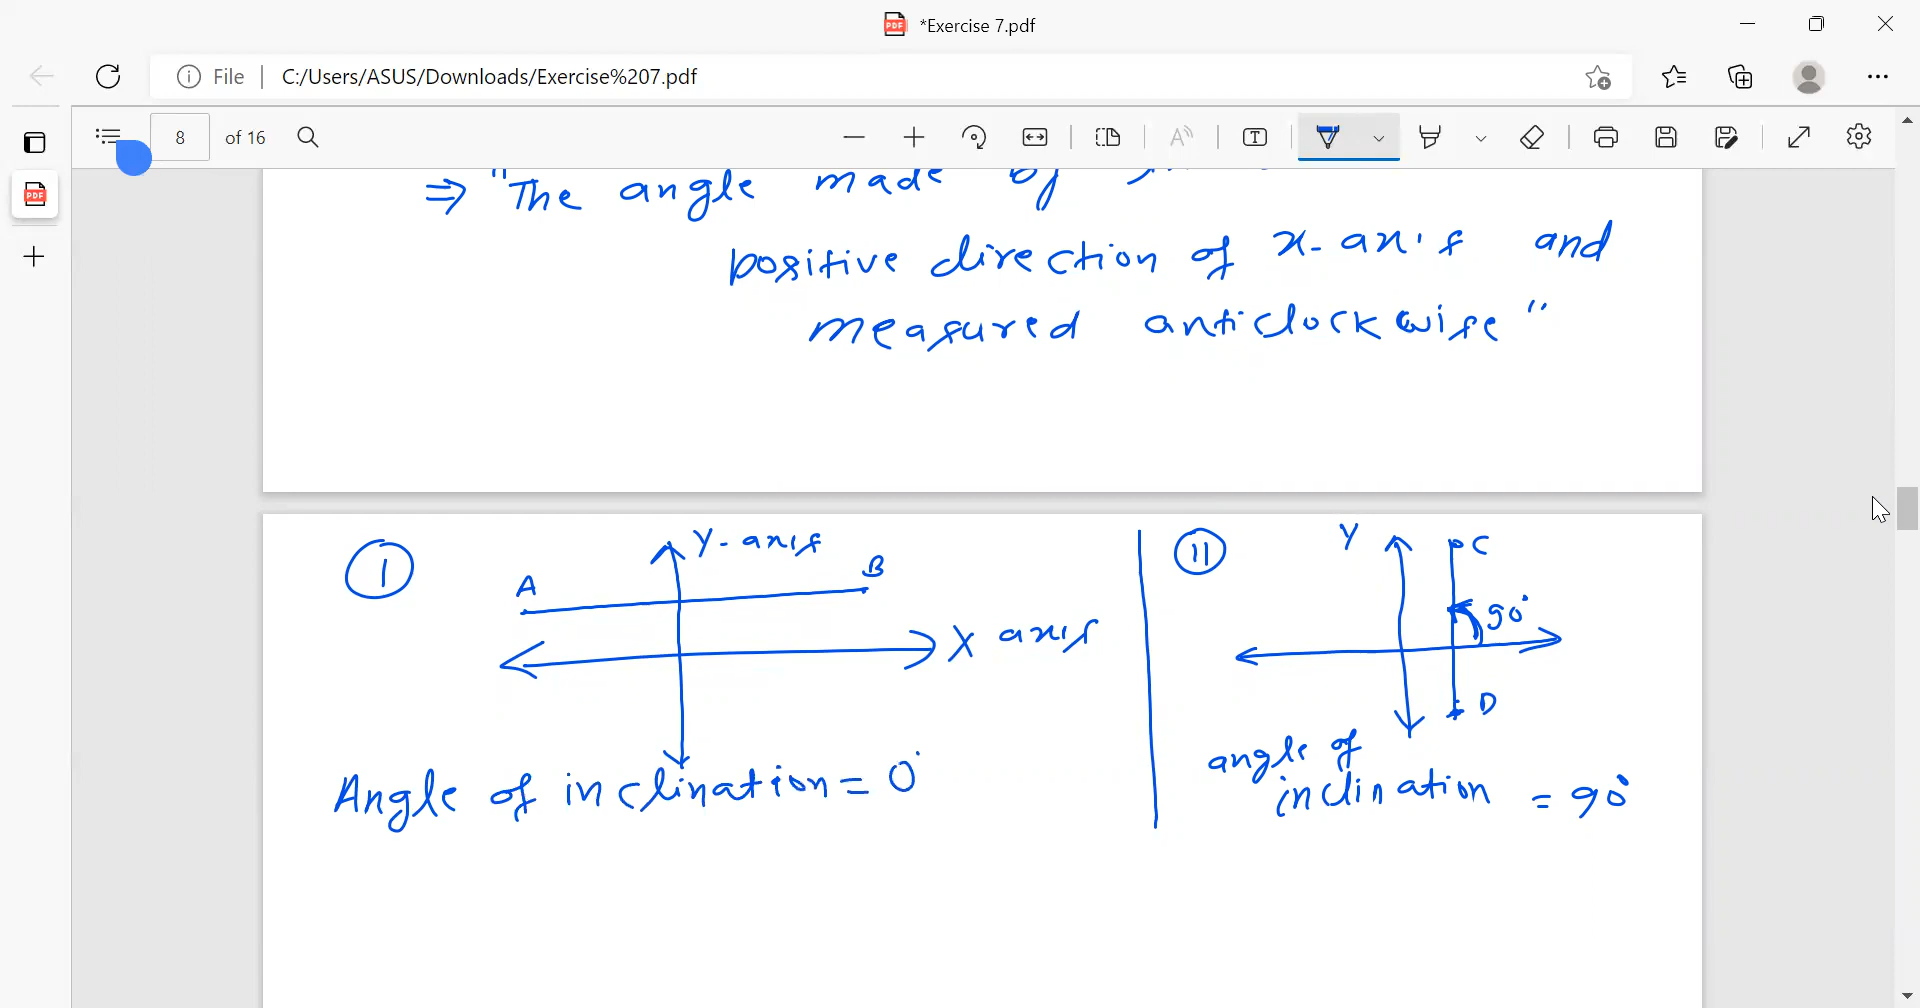 *Exercise 7.pdf
File | C:/Users/ASUS/Downloads/Exercise%207.pdf
8 of 16
⇒ "The angle made by
positive direction of x-axis and
measured anticlockwise"
I
Y-axis
A B
X axis
Angle of inclination = 0°
II
Y C
90°
D
angle of
inclination = 90°